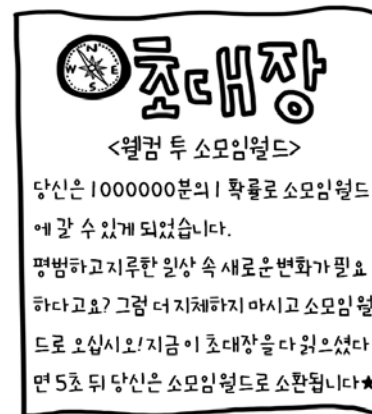 N
W E
S
초대장
<웰컴 투 소모임월드>
당신은 1000000분의 1 확률로 소모임월드
에 갈 수 있게 되었습니다.
평범하고 지루한 일상 속 새로운 변화가 필요
하다고요? 그럼 더 지체하지 마시고 소모임 월
드로 오십시오! 지금 이 초대장을 다 읽으셨다
면 5초 뒤 당신은 소모임월드로 소환됩니다★